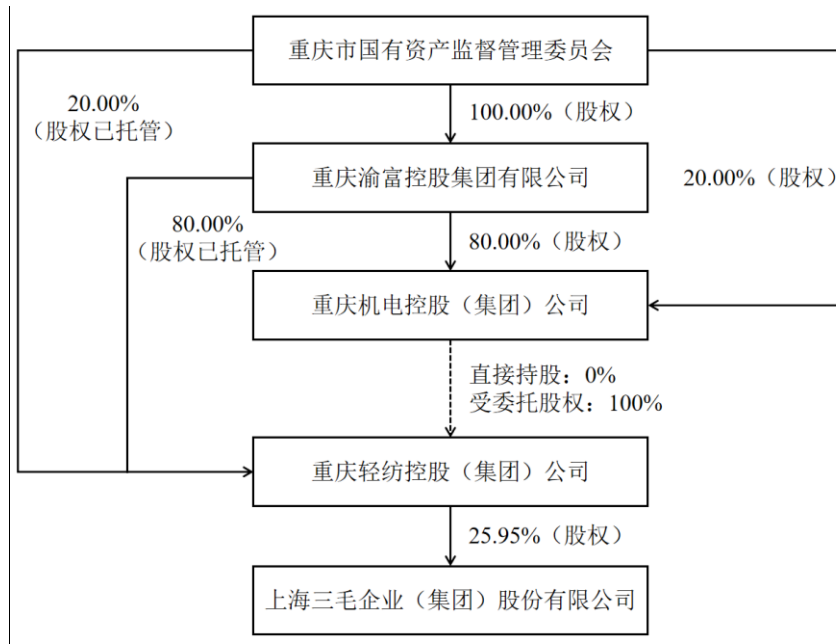 重庆市国有资产监督管理委员会
20.00%
（股权已托管）
100.00%（股权）
重庆渝富控股集团有限公司
20.00%（股权）
80.00%
（股权已托管）
80.00%（股权）
重庆机电控股（集团）公司
直接持股：0%
受委托股权：100%
重庆轻纺控股（集团）公司
25.95%（股权）
上海三毛企业（集团）股份有限公司